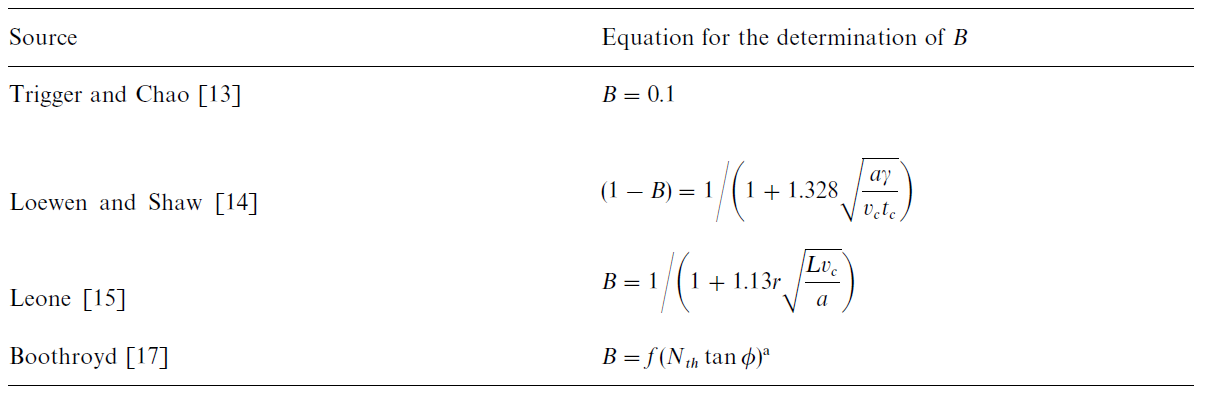 Source Equation for the determination of B
Trigger and Chao [13] B = 0.1
Loewen and Shaw [14] (1 − B) = 1/(1 + 1.328 √(aγ / v_c t_c))
Leone [15] B = 1/(1 + 1.13r √(Lv_c / a))
Boothroyd [17] B = f(N_th tan ϕ)^a